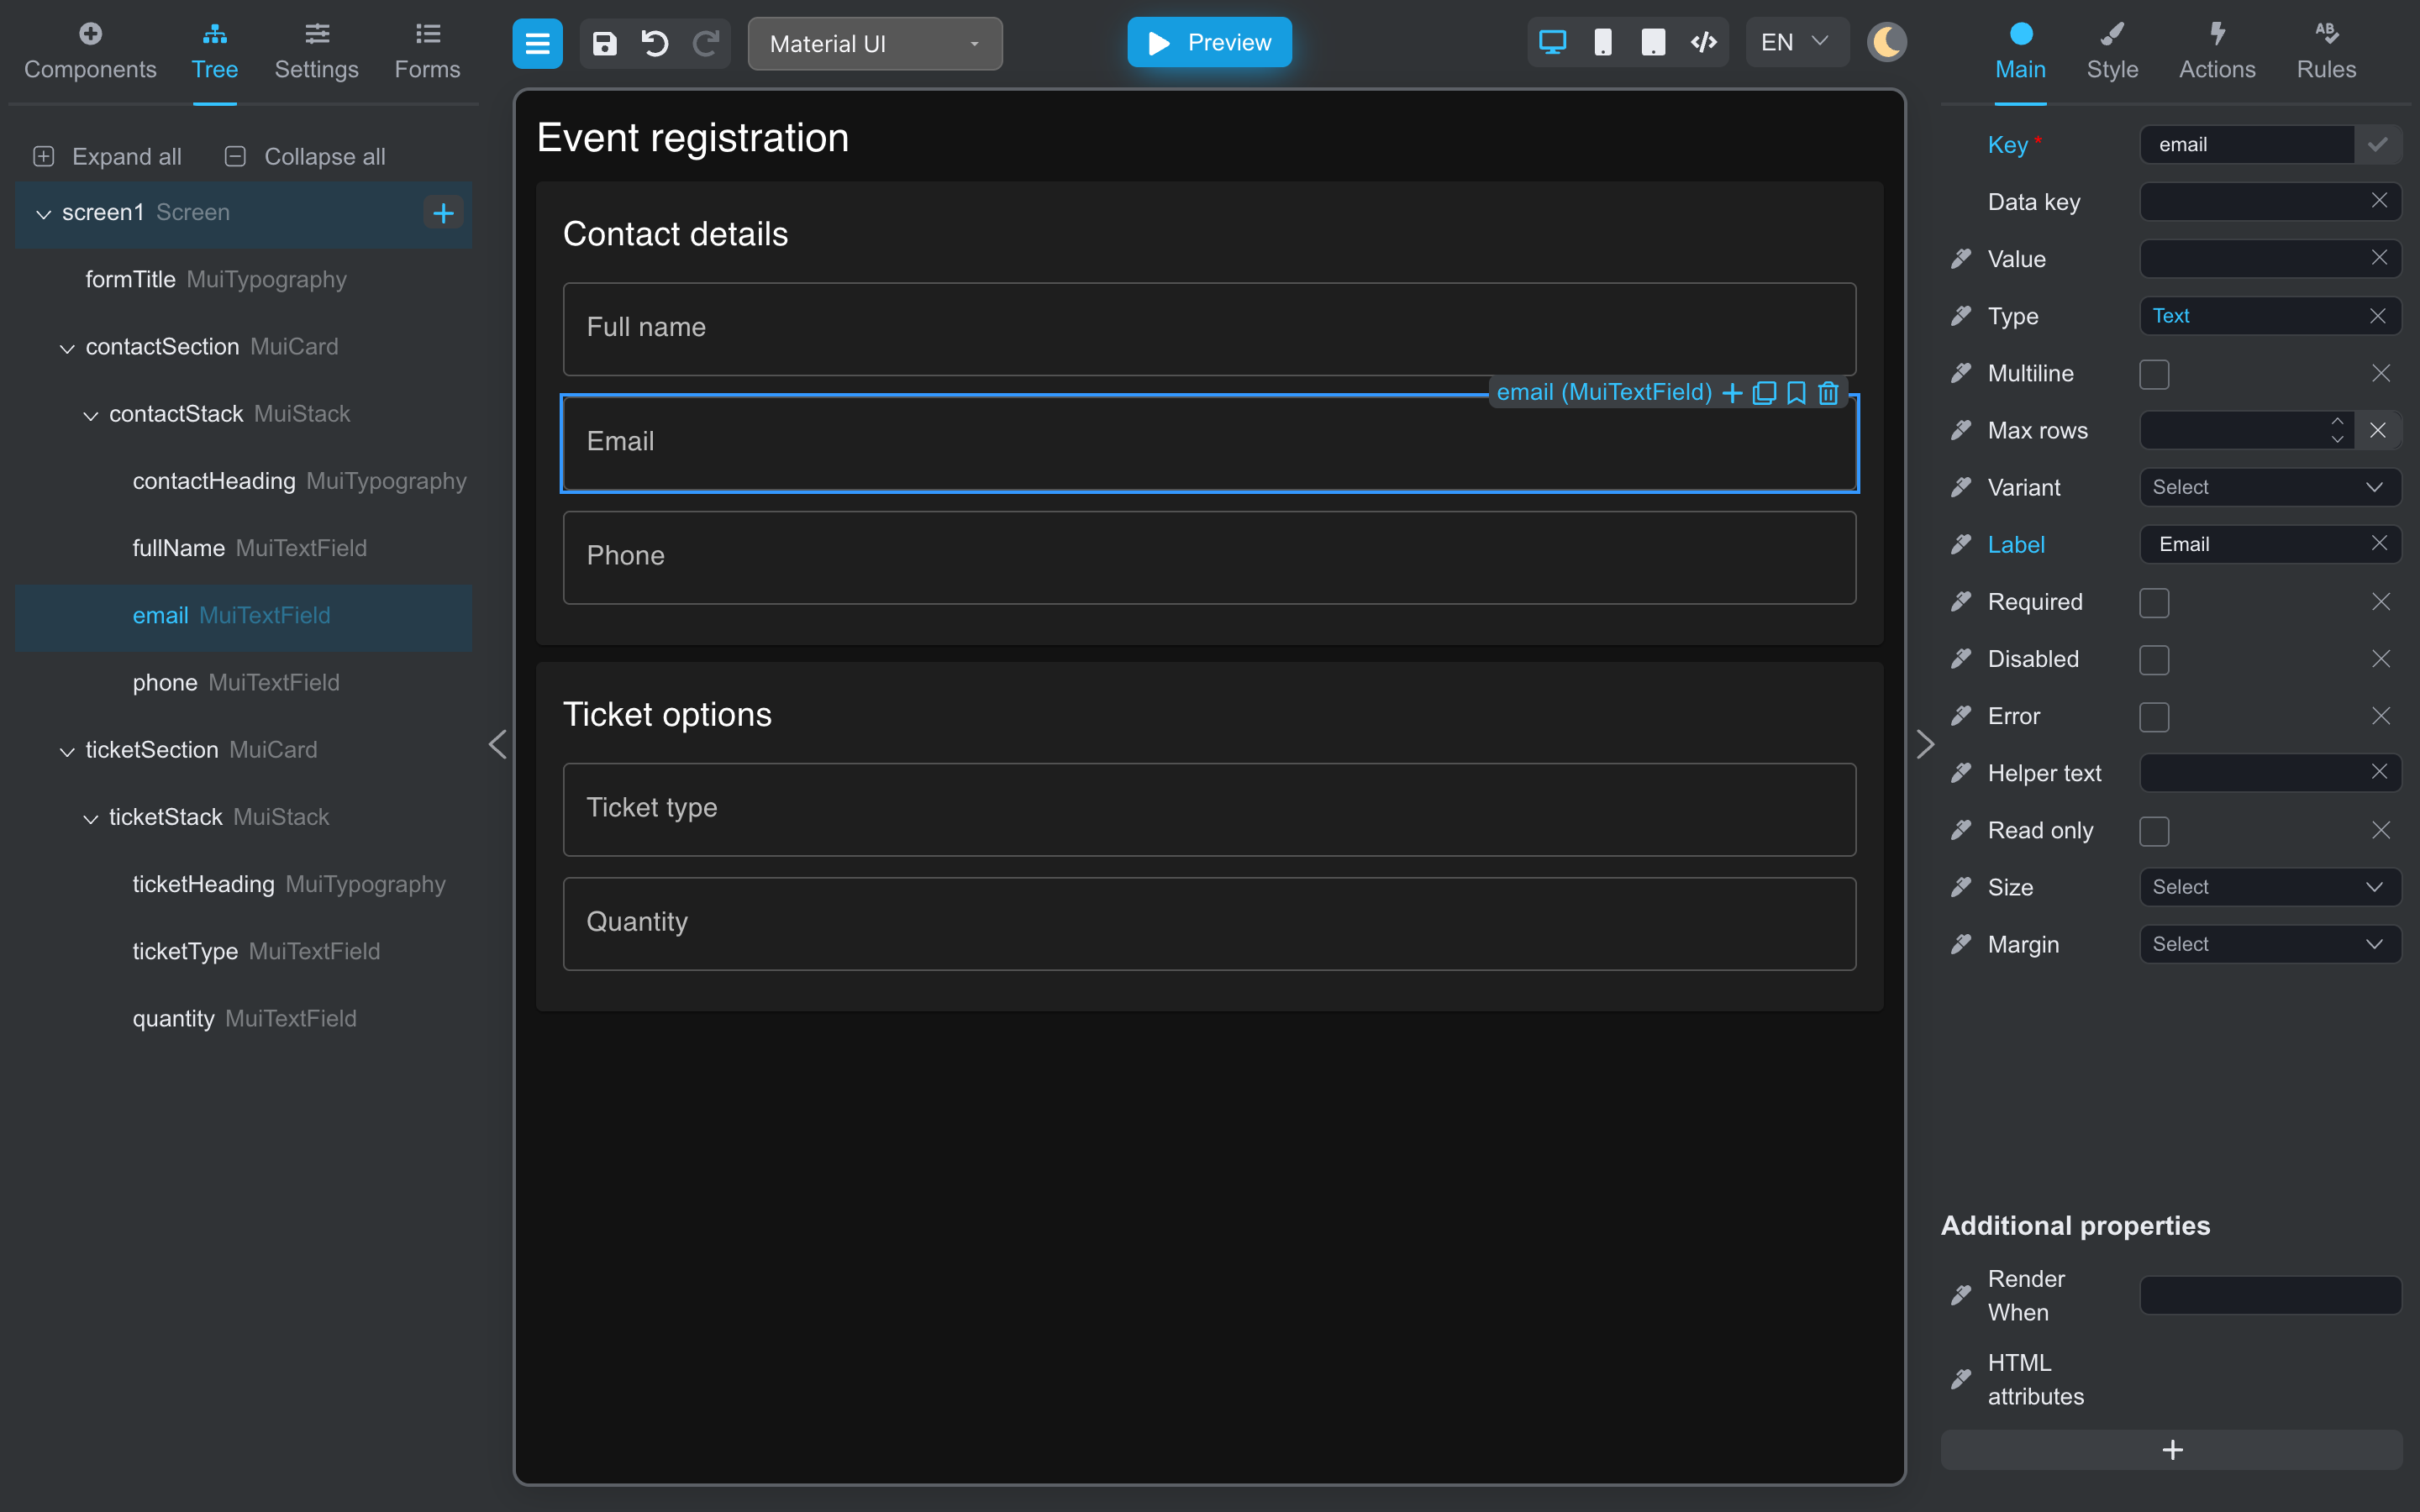 Components
Tree
Settings
Forms
Material UI
Preview
EN
Main
Style
Actions
AB
Rules
Expand all
Collapse all
screen1 Screen
formTitle MuiTypography
contactSection MuiCard
contactStack MuiStack
contactHeading MuiTypography
fullName MuiTextField
email MuiTextField
phone MuiTextField
ticketSection MuiCard
ticketStack MuiStack
ticketHeading MuiTypography
ticketType MuiTextField
quantity MuiTextField
Event registration
Contact details
Full name
email (MuiTextField)
Email
Phone
Ticket options
Ticket type
Quantity
Key * email
Data key
Value
Type Text
Multiline
Max rows
Variant Select
Label Email
Required
Disabled
Error
Helper text
Read only
Size Select
Margin Select
Additional properties
Render
When
HTML
attributes